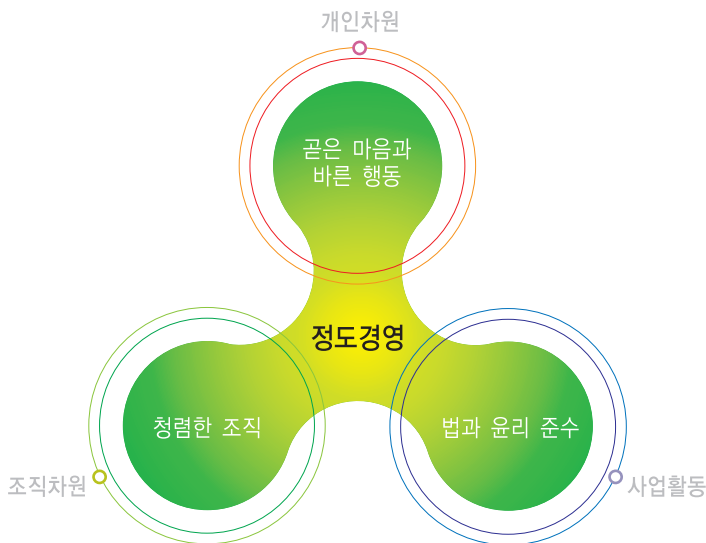 개인차원
곧은 마음과
바른 행동
정도경영
청렴한 조직
법과 윤리 준수
조직차원
사업활동